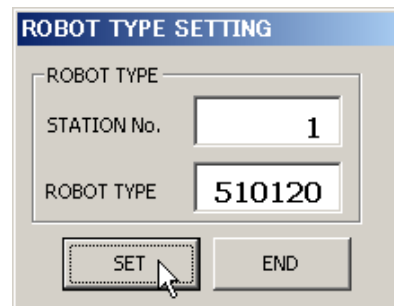 ROBOT TYPE SETTING
ROBOT TYPE
STATION No. 1
ROBOT TYPE 510120
SET END